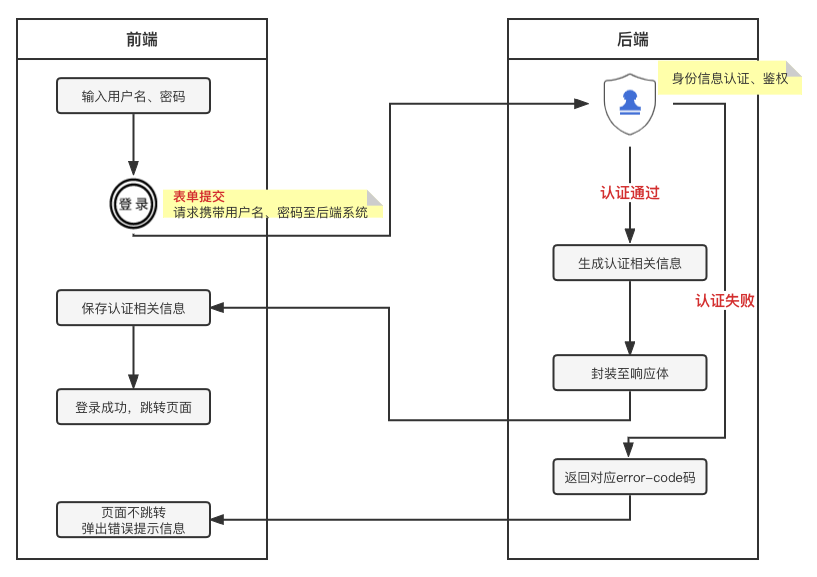 前端
输入用户名、密码
登录
表单提交
请求携带用户名、密码至后端系统
保存认证相关信息
登录成功，跳转页面
页面不跳转
弹出错误提示信息
后端
身份信息认证、鉴权
认证通过
生成认证相关信息
认证失败
封装至响应体
返回对应error-code码